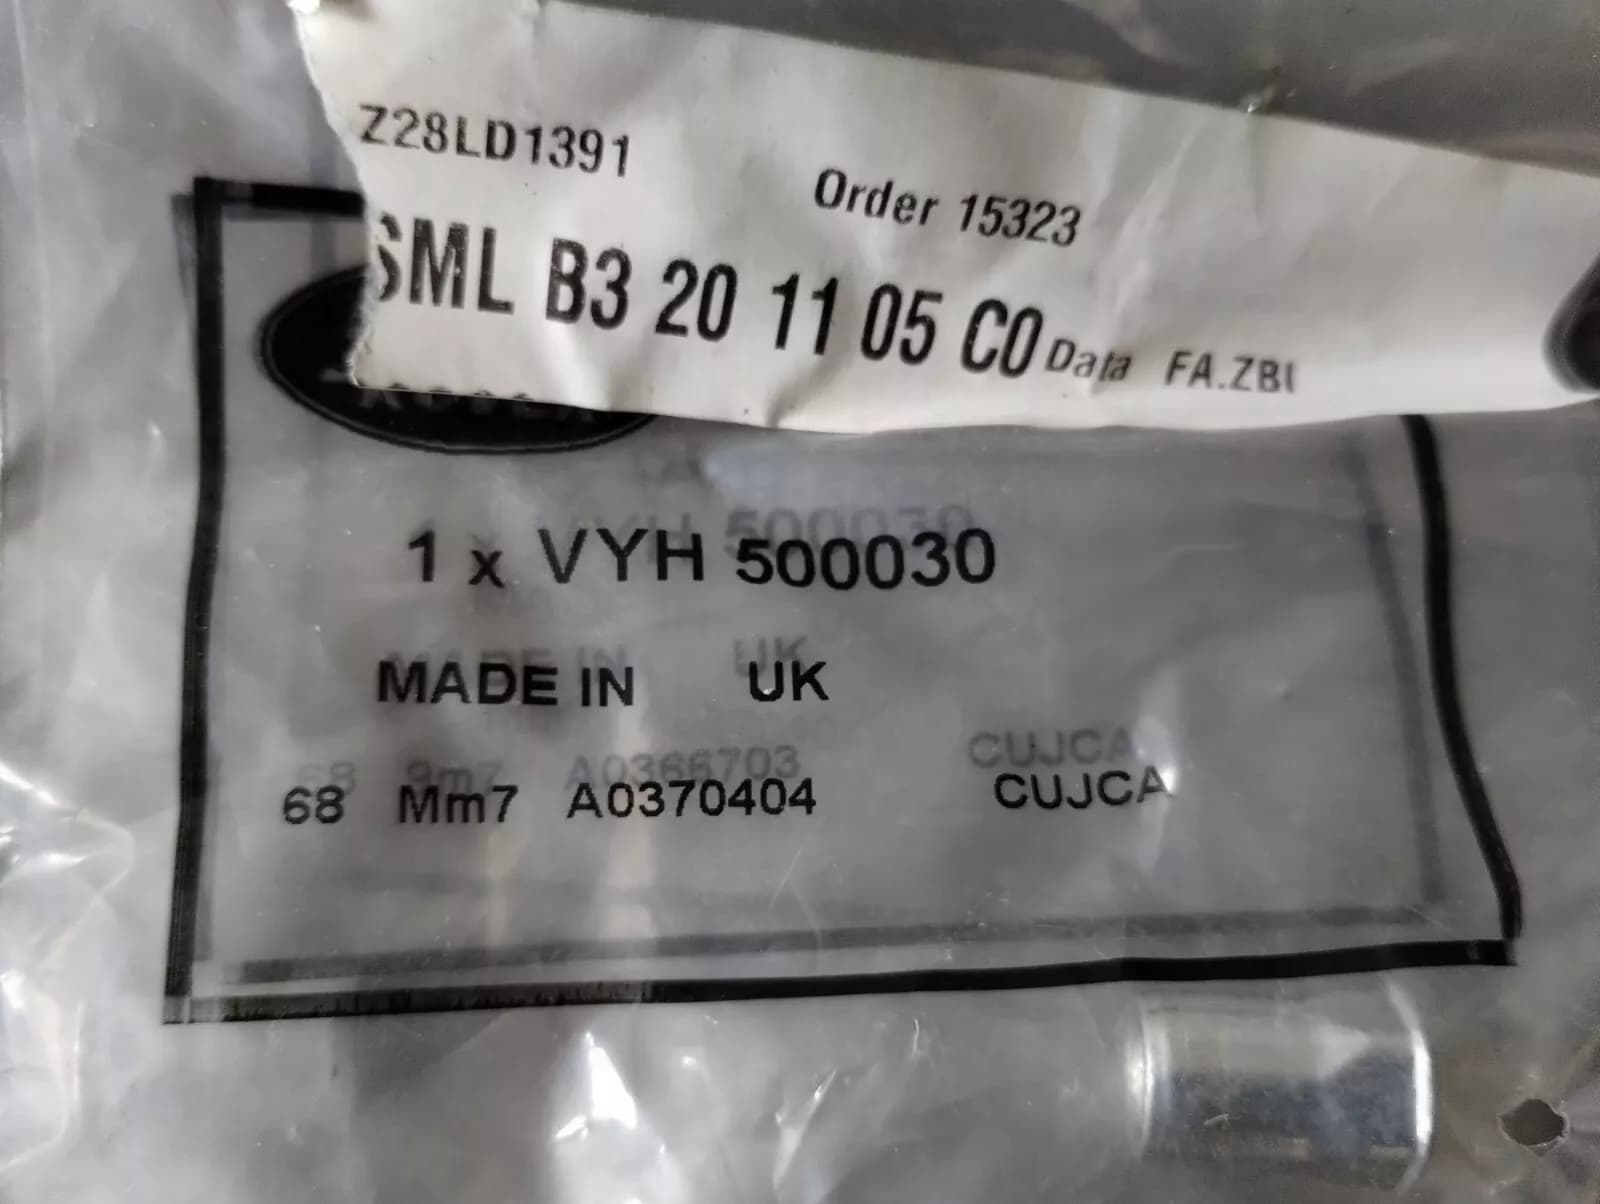 Z28LD1391
Order 15323
SML B3 20 11 05 C0 Data FA.ZBU
1 x VYH 500030
MADE IN UK
68 Mm7 A0370404 CUJCA